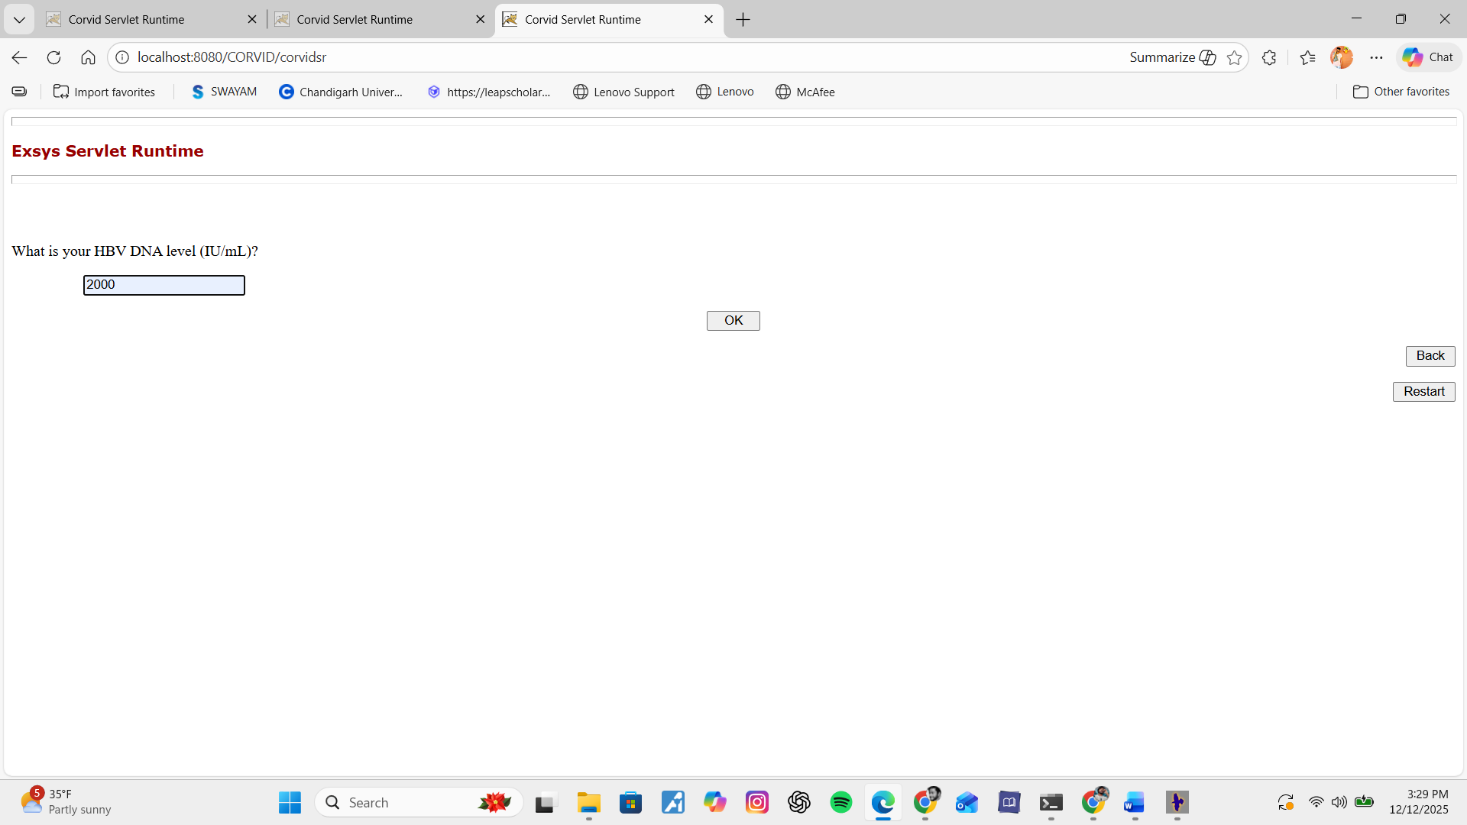 Corvid Servlet Runtime
Corvid Servlet Runtime
Corvid Servlet Runtime
localhost:8080/CORVID/corvidsr
Summarize
Chat
Import favorites
SWAYAM
Chandigarh Univer...
https://leapscholar...
Lenovo Support
Lenovo
McAfee
Other favorites
Exsys Servlet Runtime
What is your HBV DNA level (IU/mL)?
2000
OK
Back
Restart
5
35°F
Partly sunny
Search
3:29 PM
12/12/2025